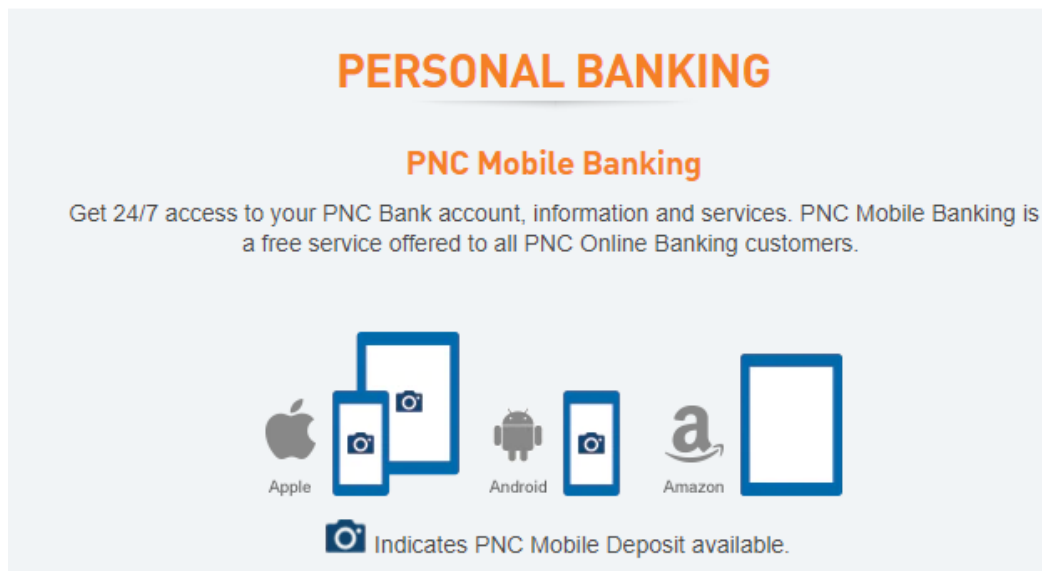 PERSONAL BANKING
PNC Mobile Banking
Get 24/7 access to your PNC Bank account, information and services. PNC Mobile Banking is
a free service offered to all PNC Online Banking customers.
Apple
Android
Amazon
Indicates PNC Mobile Deposit available.